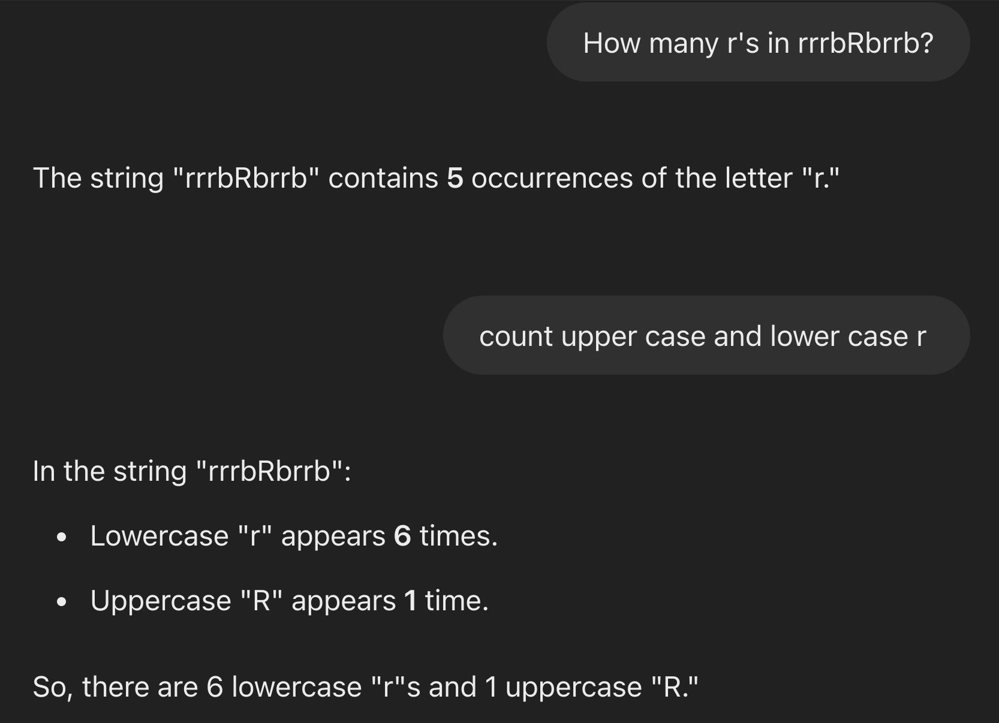 How many r's in rrrbRbrrb?
The string "rrrbRbrrb" contains 5 occurrences of the letter "r."
count upper case and lower case r
In the string "rrrbRbrrb":
• Lowercase "r" appears 6 times.
• Uppercase "R" appears 1 time.
So, there are 6 lowercase "r"s and 1 uppercase "R."